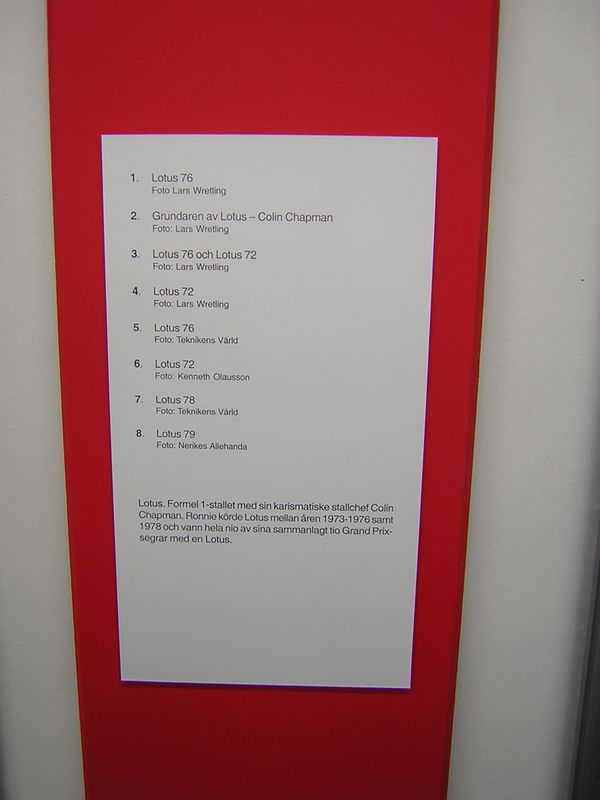 1. Lotus 76
Foto Lars Wretling
2. Grundaren av Lotus – Colin Chapman
Foto: Lars Wretling
3. Lotus 76 och Lotus 72
Foto: Lars Wretling
4. Lotus 72
Foto: Lars Wretling
5. Lotus 76
Foto: Teknikens Värld
6. Lotus 72
Foto: Kenneth Olausson
7. Lotus 78
Foto: Teknikens Värld
8. Lotus 79
Foto: Nerikes Allehanda
Lotus. Formel 1-stallet med sin karismatiske stallchef Colin
Chapman. Ronnie körde Lotus mellan åren 1973-1976 samt
1978 och vann hela nio av sina sammanlagt tio Grand Prix-
segrar med en Lotus.